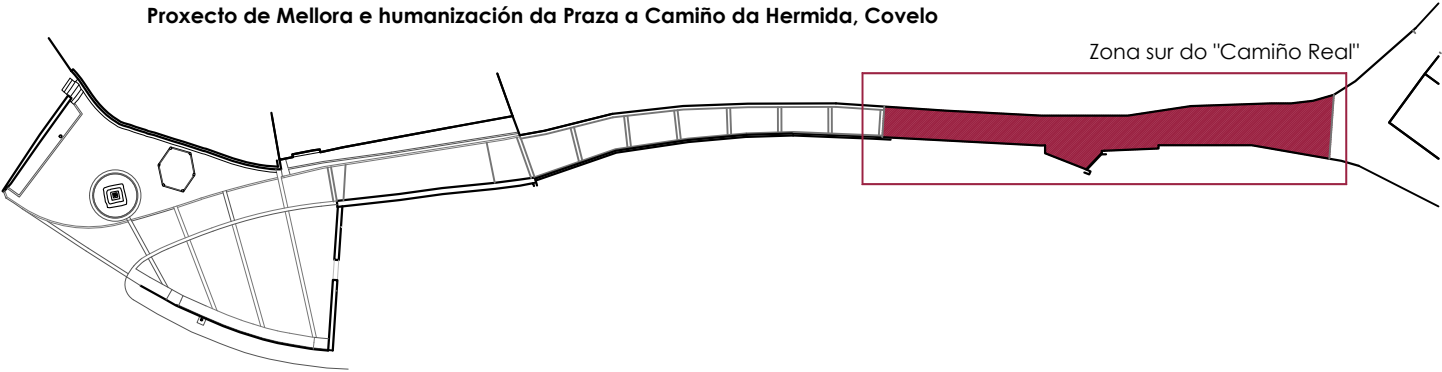 Proxecto de Mellora e humanización da Praza a Camiño da Hermida, Covelo
Zona sur do "Camiño Real"